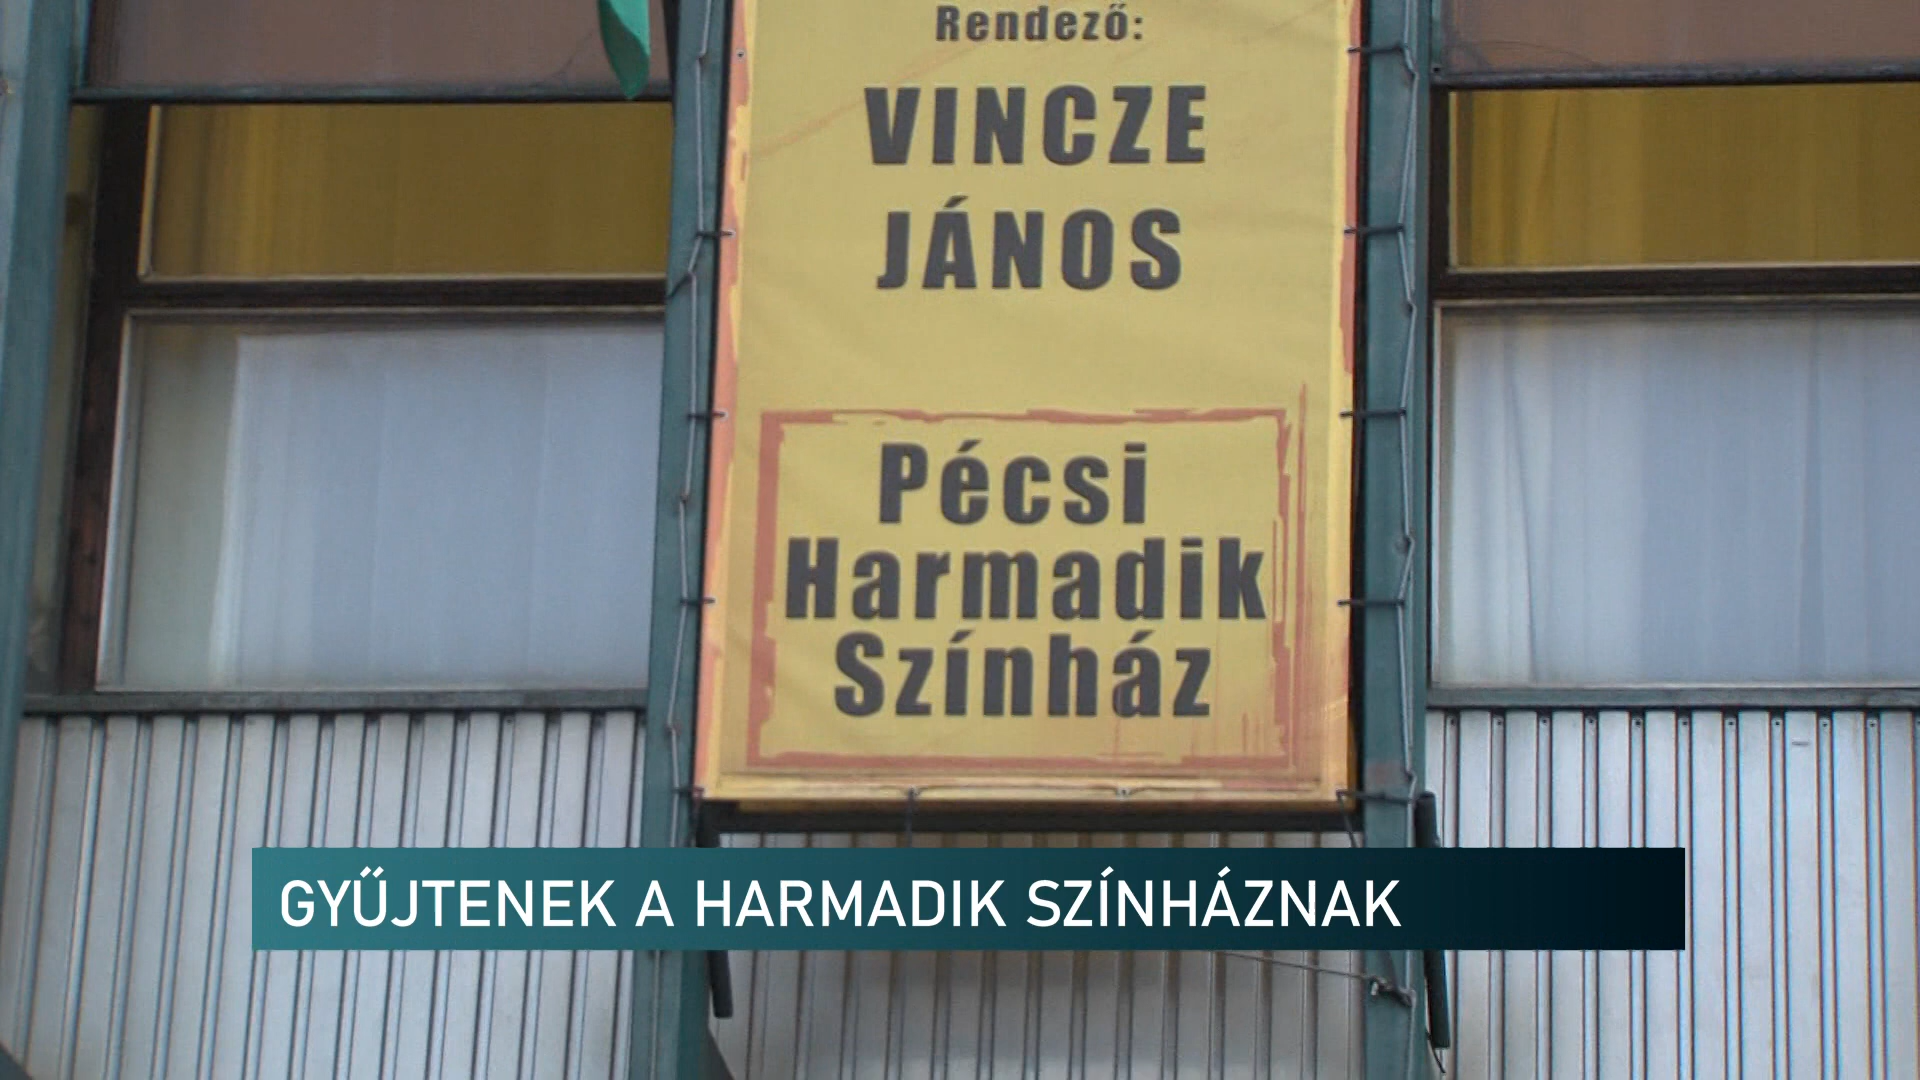 Rendező:
VINCZE
JÁNOS
Pécsi
Harmadik
Színház
GYŰJTENEK A HARMADIK SZÍNHÁZNAK